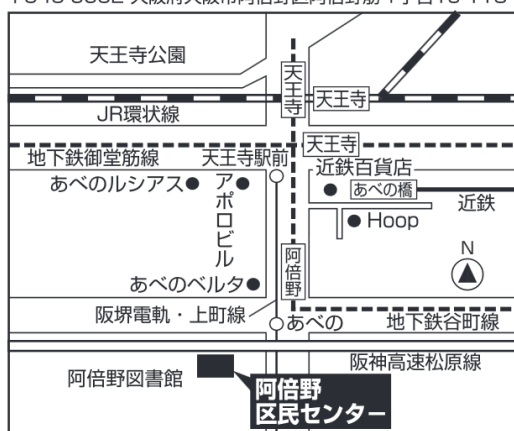 天王寺公園
天王寺
天王寺
JR環状線
天王寺
地下鉄御堂筋線
天王寺駅前
近鉄百貨店
あべのルシアス
アポロビル
あべの橋
近鉄
Hoop
N
阿倍野
あべのベルタ
阪堺電軌・上町線
あべの
地下鉄谷町線
阪神高速松原線
阿倍野図書館
阿倍野
区民センター